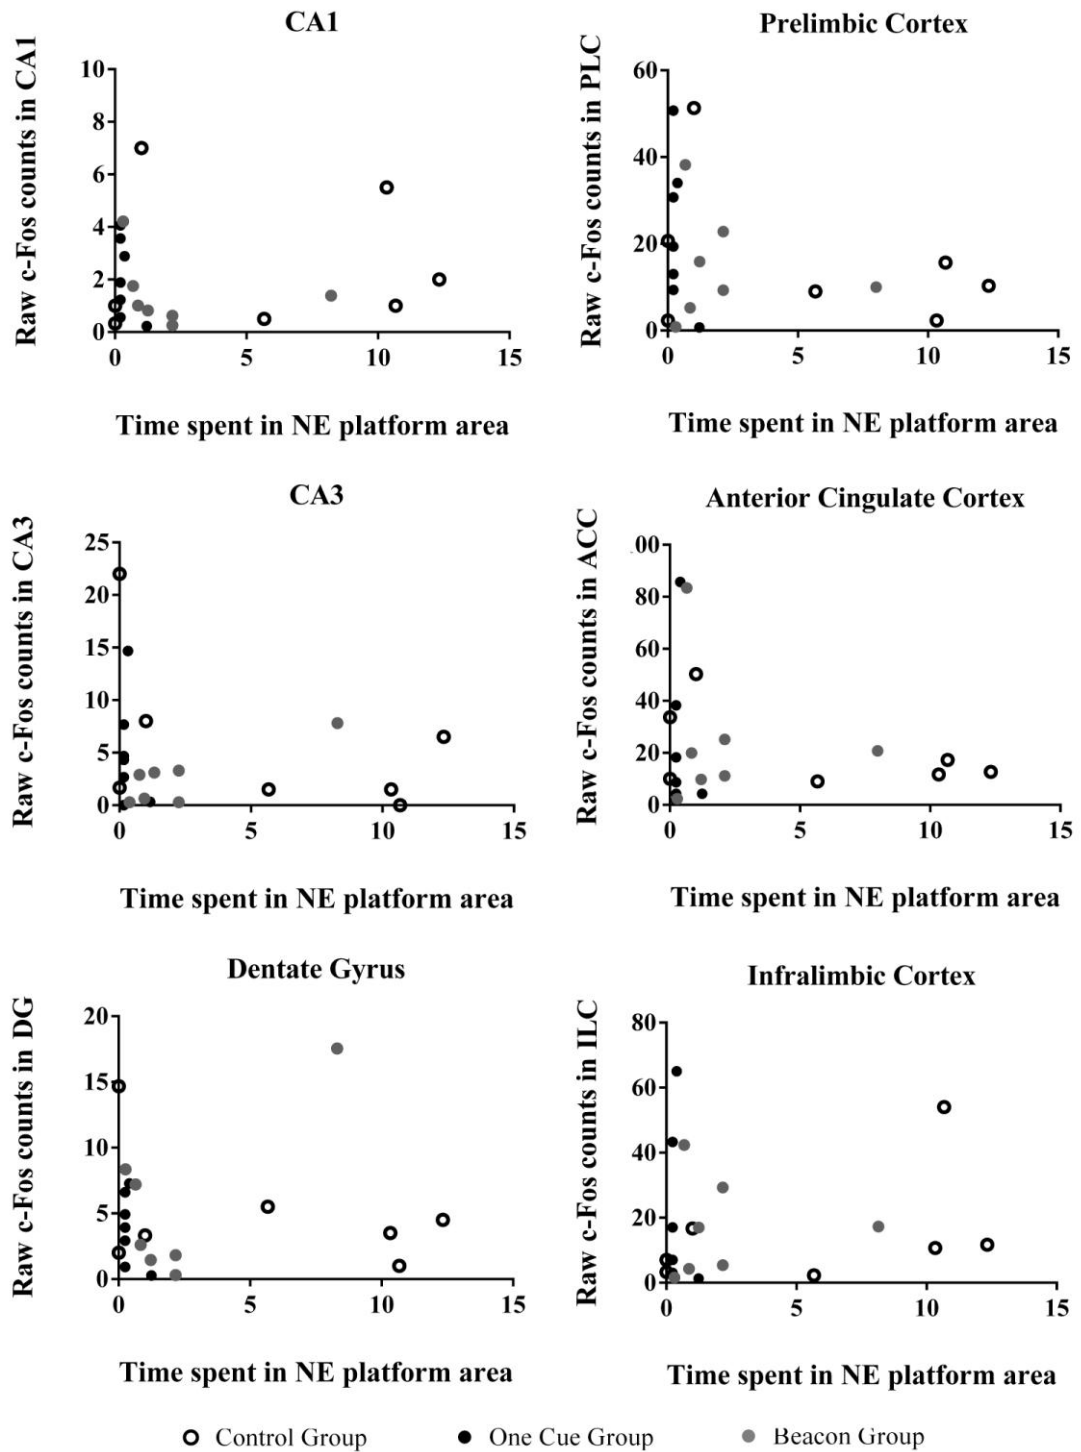 CA1
Raw c-Fos counts in CA1
10
8
6
4
2
0
0 5 10 15
Time spent in NE platform area
Prelimbic Cortex
Raw c-Fos counts in PLC
60
40
20
0
0 5 10 15
Time spent in NE platform area
CA3
Raw c-Fos counts in CA3
25
20
15
10
5
0
0 5 10 15
Time spent in NE platform area
Anterior Cingulate Cortex
Raw c-Fos counts in ACC
00
80
60
40
20
0
0 5 10 15
Time spent in NE platform area
Dentate Gyrus
Raw c-Fos counts in DG
20
15
10
5
0
0 5 10 15
Time spent in NE platform area
Infralimbic Cortex
Raw c-Fos counts in ILC
80
60
40
20
0
0 5 10 15
Time spent in NE platform area
Control Group One Cue Group Beacon Group